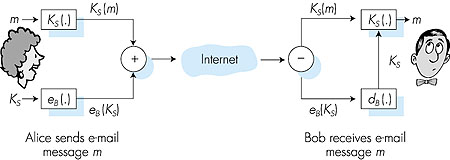 m K_S(.) K_S(m) K_S(m) K_S(.) m
+ Internet −
K_S
K_S e_B(.) e_B(K_S) e_B(K_S) d_B(.)
Alice sends e-mail
message m
Bob receives e-mail
message m